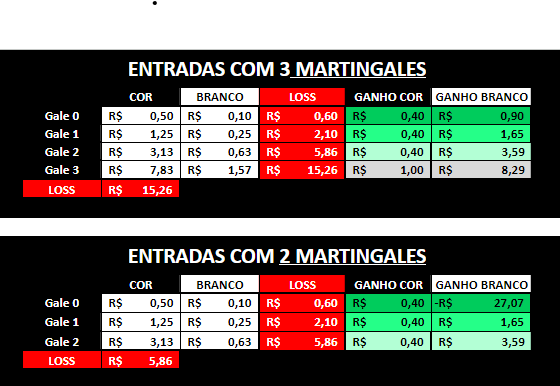 ENTRADAS COM 3 MARTINGALES
COR BRANCO LOSS GANHO COR GANHO BRANCO
Gale 0 R$ 0,50 R$ 0,10 R$ 0,60 R$ 0,40 R$ 0,90
Gale 1 R$ 1,25 R$ 0,25 R$ 2,10 R$ 0,40 R$ 1,65
Gale 2 R$ 3,13 R$ 0,63 R$ 5,86 R$ 0,40 R$ 3,59
Gale 3 R$ 7,83 R$ 1,57 R$ 15,26 R$ 1,00 R$ 8,29
LOSS R$ 15,26
ENTRADAS COM 2 MARTINGALES
COR BRANCO LOSS GANHO COR GANHO BRANCO
Gale 0 R$ 0,50 R$ 0,10 R$ 0,60 R$ 0,40 -R$ 27,07
Gale 1 R$ 1,25 R$ 0,25 R$ 2,10 R$ 0,40 R$ 1,65
Gale 2 R$ 3,13 R$ 0,63 R$ 5,86 R$ 0,40 R$ 3,59
LOSS R$ 5,86